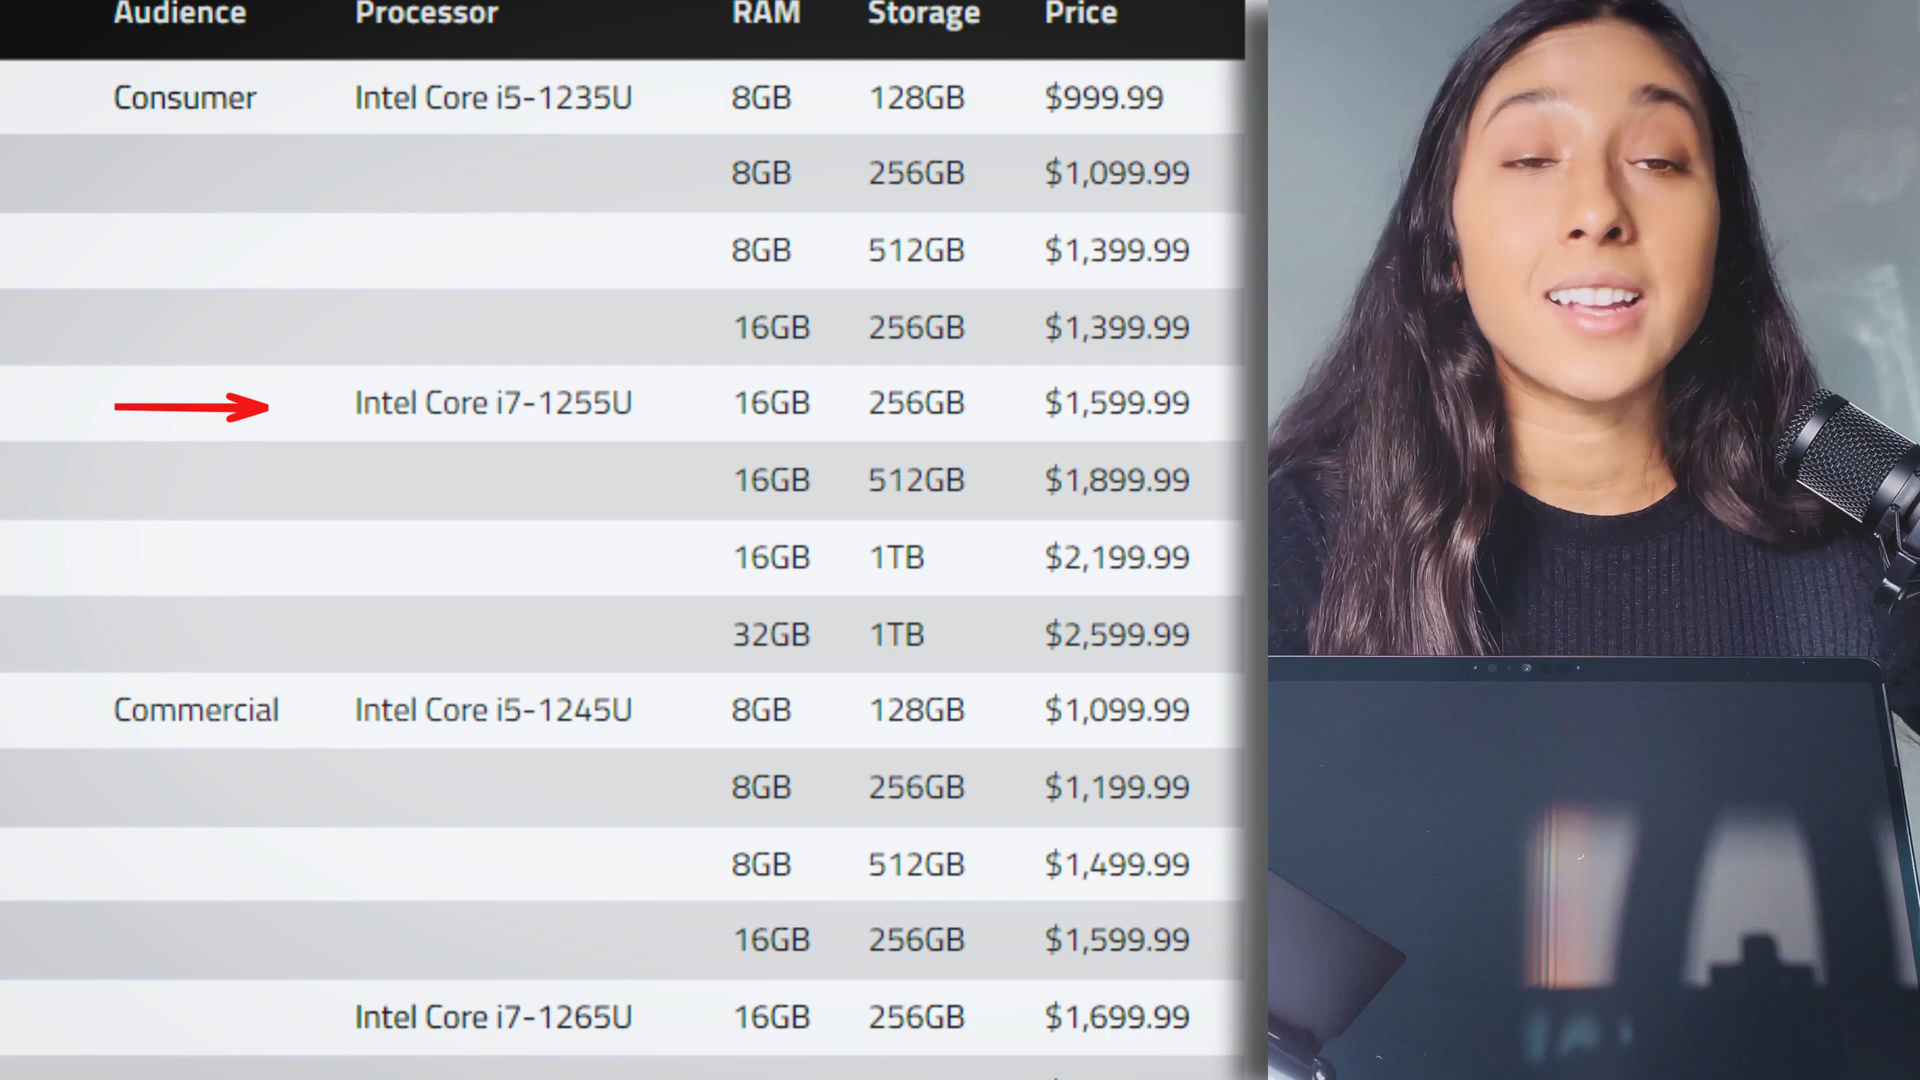 Audience Processor RAM Storage Price
Consumer Intel Core i5-1235U 8GB 128GB $999.99
8GB 256GB $1,099.99
8GB 512GB $1,399.99
16GB 256GB $1,399.99
Intel Core i7-1255U 16GB 256GB $1,599.99
16GB 512GB $1,899.99
16GB 1TB $2,199.99
32GB 1TB $2,599.99
Commercial Intel Core i5-1245U 8GB 128GB $1,099.99
8GB 256GB $1,199.99
8GB 512GB $1,499.99
16GB 256GB $1,599.99
Intel Core i7-1265U 16GB 256GB $1,699.99